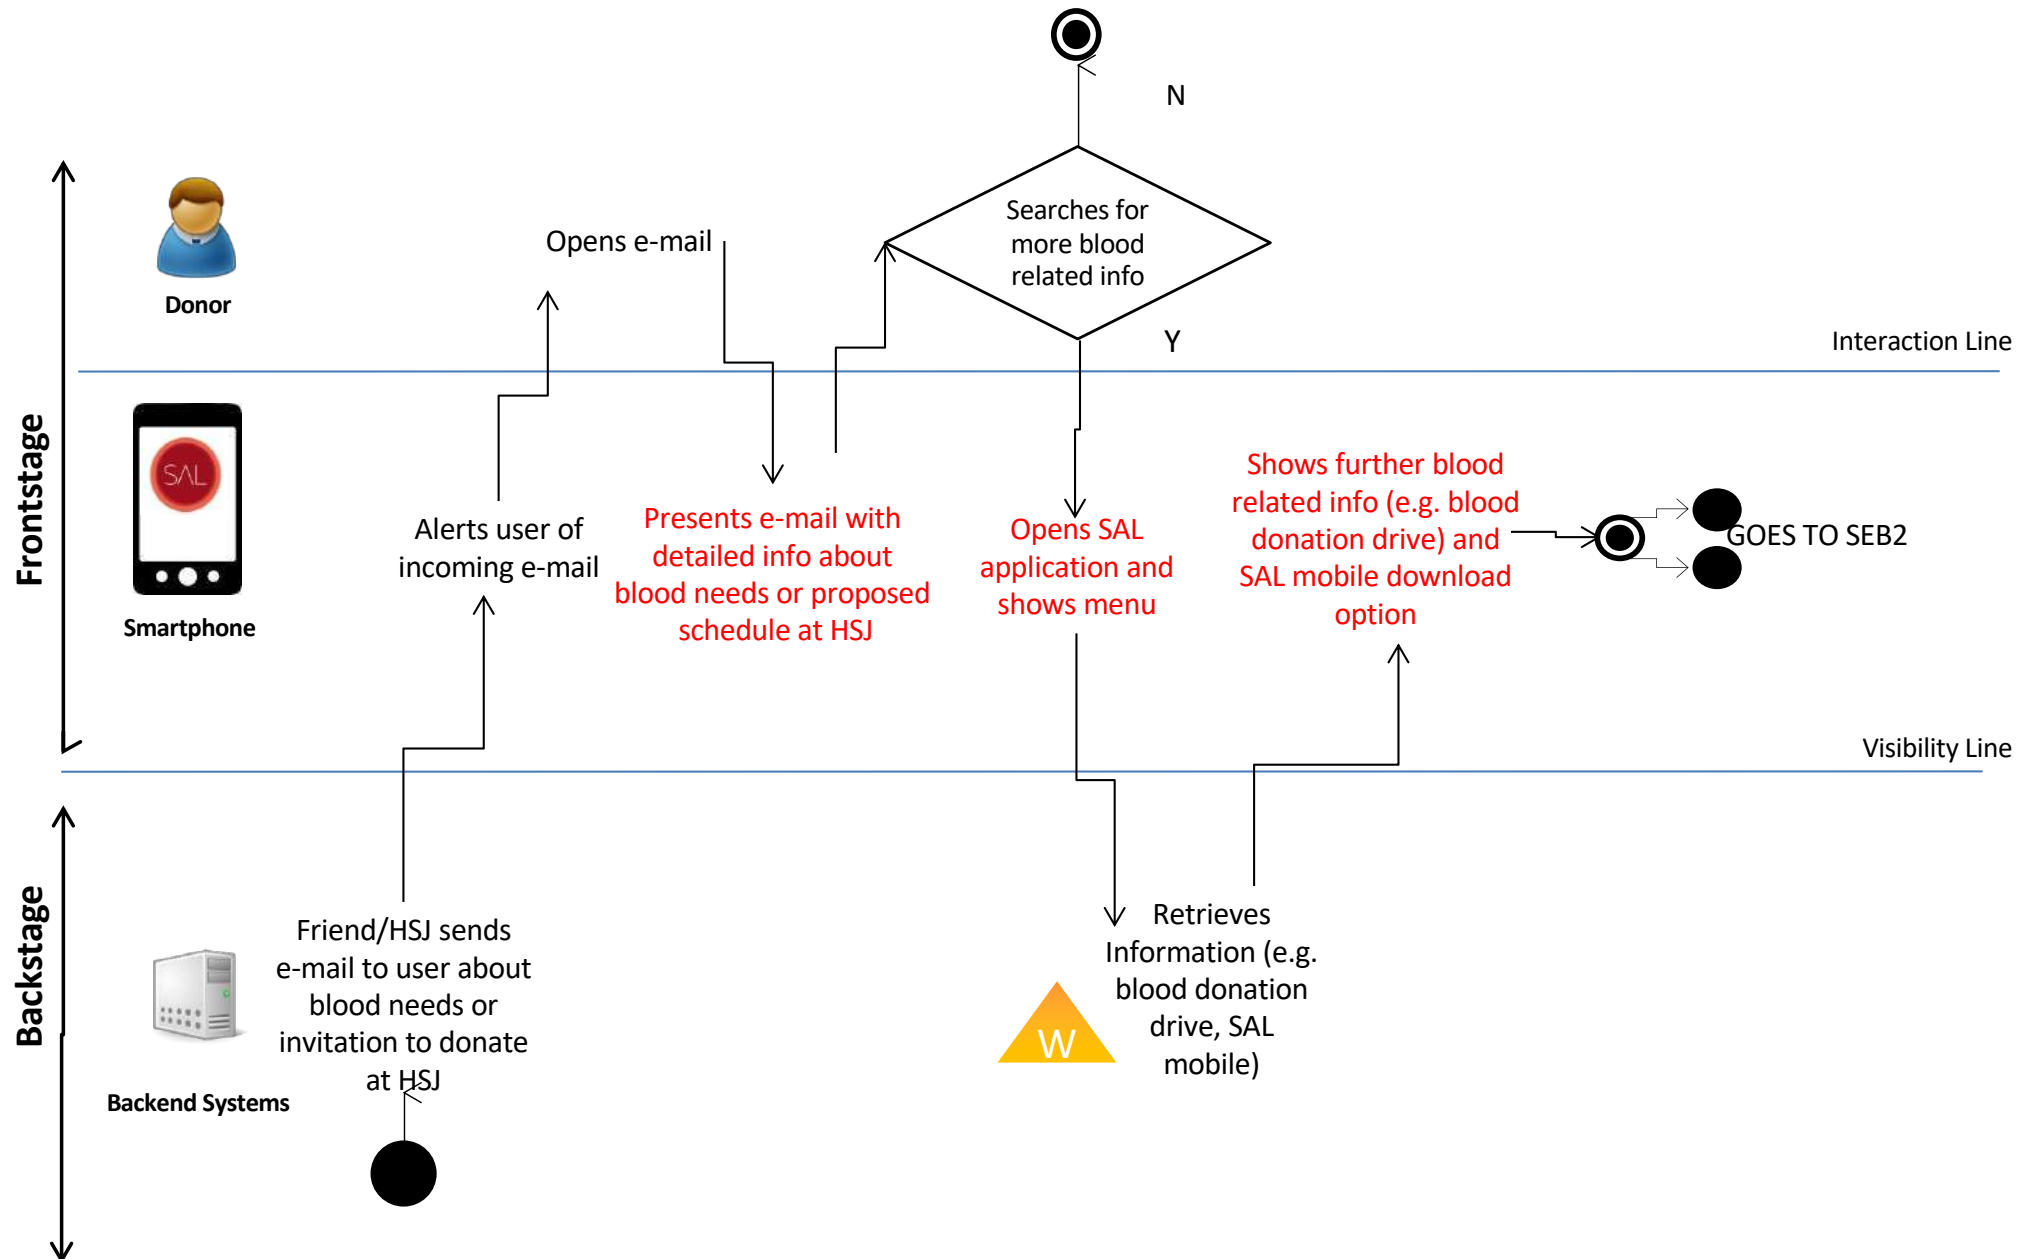 N
Searches for
more blood
related info
Opens e-mail
Donor
Y
Interaction Line
Frontstage
SAL
Smartphone
Alerts user of
incoming e-mail
Presents e-mail with
detailed info about
blood needs or proposed
schedule at HSJ
Opens SAL
application and
shows menu
Shows further blood
related info (e.g. blood
donation drive) and
SAL mobile download
option
GOES TO SEB2
Visibility Line
Backstage
Backend Systems
Friend/HSJ sends
e-mail to user about
blood needs or
invitation to donate
at HSJ
W
Retrieves
Information (e.g.
blood donation
drive, SAL
mobile)